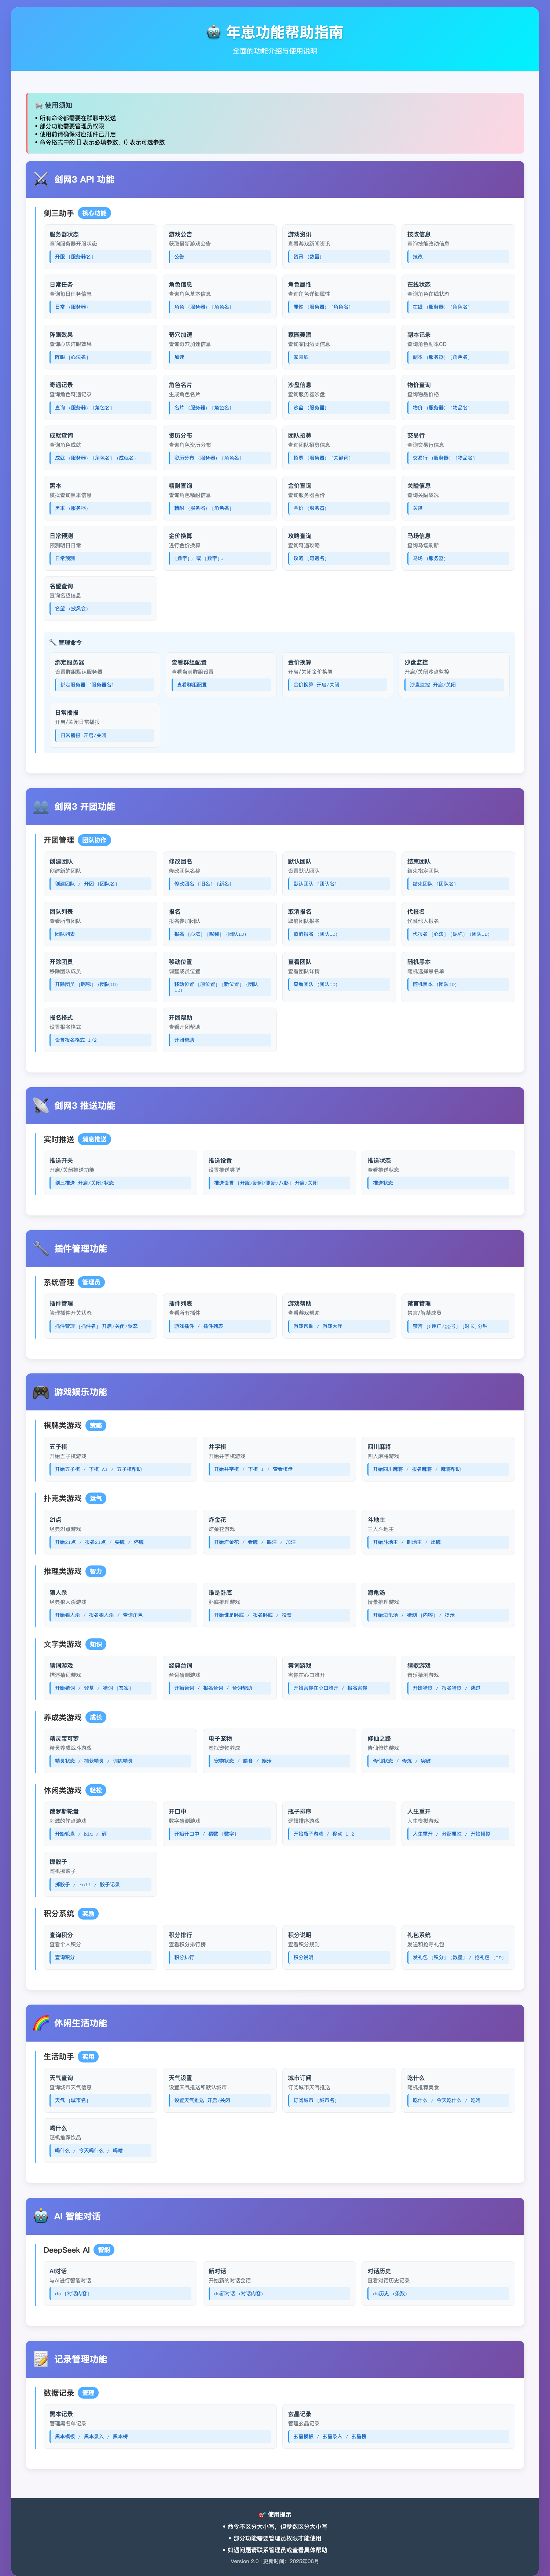 🤖 年崽功能帮助指南
全面的功能介绍与使用说明
使用须知
• 所有命令都需要在群聊中发送
• 部分功能需要管理员权限
• 使用前请确保对应插件已开启
• 命令格式中的 [] 表示必填参数，() 表示可选参数
剑网3 API 功能
剑三助手 核心功能
服务器状态
查询服务器开服状态
开服 [服务器名]
游戏公告
获取最新游戏公告
公告
游戏资讯
查看游戏新闻资讯
资讯 (数量)
技改信息
查询技能改动信息
技改
日常任务
查询每日任务信息
日常 (服务器)
角色信息
查询角色基本信息
角色 (服务器) [角色名]
角色属性
查询角色详细属性
属性 (服务器) [角色名]
在线状态
查询角色在线状态
在线 (服务器) [角色名]
阵眼效果
查询心法阵眼效果
阵眼 [心法名]
奇穴加速
查询奇穴加速信息
加速
家园美酒
查询家园酒类信息
家园酒
副本记录
查询角色副本CD
副本 (服务器) [角色名]
奇遇记录
查询角色奇遇记录
查询 (服务器) [角色名]
角色名片
生成角色名片
名片 (服务器) [角色名]
沙盘信息
查询服务器沙盘
沙盘 (服务器)
物价查询
查询物品价格
物价 (服务器) [物品名]
成就查询
查询角色成就
成就 (服务器) [角色名] (成就名)
资历分布
查询角色资历分布
资历分布 (服务器) [角色名]
团队招募
查询团队招募信息
招募 (服务器) [关键词]
交易行
查询交易行信息
交易行 (服务器) [物品名]
黑本
模拟查询黑本信息
黑本 (服务器)
精耐查询
查询角色精耐信息
精耐 (服务器) [角色名]
金价查询
查询服务器金价
金价 (服务器)
关隘信息
查询关隘战况
关隘
日常预测
预测明日日常
日常预测
金价换算
进行金价换算
攻略查询
查询奇遇攻略
攻略 [奇遇名]
马场信息
查询马场刷新
马场 (服务器)
名望查询
查询名望信息
🔧 管理命令
绑定服务器
设置群组默认服务器
绑定服务器 [服务器名]
查看群组配置
查看当前群组设置
查看群组配置
金价换算
开启/关闭金价换算
金价换算 开启/关闭
沙盘监控
开启/关闭沙盘监控
沙盘监控 开启/关闭
日常播报
开启/关闭日常播报
日常播报 开启/关闭
剑网3 开团功能
开团管理 团队协作
创建团队
创建新的团队
创建团队 / 开团 [团队名]
修改团名
修改团队名称
修改团名 [旧名] [新名]
默认团队
设置默认团队
默认团队 [团队名]
结束团队
结束指定团队
结束团队 [团队名]
团队列表
查看所有团队
团队列表
报名
报名参加团队
报名 [心法] [昵称] (团队ID)
取消报名
取消团队报名
取消报名 (团队ID)
代报名
代替他人报名
代报名 [心法] [昵称] (团队ID)
开除团员
移除团队成员
开除团员 [昵称] (团队ID)
移动位置
调整成员位置
移动位置 [原位置] [新位置] (团队
ID)
查看团队
查看团队详情
查看团队 (团队ID)
随机黑本
随机选择黑名单
随机黑本 (团队ID)
报名格式
设置报名格式
设置报名格式 1/2
开团帮助
查看开团帮助
开团帮助
剑网3 推送功能
实时推送 消息推送
推送开关
开启/关闭推送功能
剑三推送 开启/关闭/状态
推送设置
设置推送类型
推送设置 [开服/新闻/更新/八卦] 开启/关闭
推送状态
查看推送状态
推送状态
插件管理功能
系统管理 管理员
插件管理
管理插件开关状态
插件管理 [插件名] 开启/关闭/状态
插件列表
查看所有插件
游戏插件 / 插件列表
游戏帮助
查看游戏帮助
游戏帮助 / 游戏大厅
禁言管理
禁言/解禁成员
禁言 [@用户/QQ号] [时长]分钟
游戏娱乐功能
棋牌类游戏 策略
五子棋
开始五子棋游戏
开始五子棋 / 下棋 A1 / 五子棋帮助
井字棋
开始井字棋游戏
开始井字棋 / 下棋 1 / 查看棋盘
四川麻将
四人麻将游戏
开始四川麻将 / 报名麻将 / 麻将帮助
扑克类游戏 运气
21点
经典21点游戏
开始21点 / 报名21点 / 要牌 / 停牌
炸金花
炸金花游戏
开始炸金花 / 看牌 / 跟注 / 加注
斗地主
三人斗地主
开始斗地主 / 叫地主 / 出牌
推理类游戏 智力
狼人杀
经典狼人杀游戏
开始狼人杀 / 报名狼人杀 / 查询角色
谁是卧底
卧底推理游戏
开始谁是卧底 / 报名卧底 / 投票
海龟汤
情景推理游戏
开始海龟汤 / 猜测 [内容] / 提示
文字类游戏 知识
猜词游戏
描述猜词游戏
开始猜词 / 登基 / 猜词 [答案]
经典台词
台词猜测游戏
开始台词 / 报名台词 / 台词帮助
禁词游戏
害你在心口难开
开始害你在心口难开 / 报名害你
猜歌游戏
音乐猜测游戏
开始猜歌 / 报名猜歌 / 跳过
养成类游戏 成长
精灵宝可梦
精灵养成战斗游戏
精灵状态 / 捕捉精灵 / 训练精灵
电子宠物
虚拟宠物养成
宠物状态 / 喂食 / 娱乐
修仙之路
修仙修炼游戏
修仙状态 / 修炼 / 突破
休闲类游戏 轻松
俄罗斯轮盘
刺激的轮盘游戏
开始轮盘 / biu / 砰
开口中
数字猜测游戏
开始开口中 / 猜数 [数字]
瓶子排序
逻辑排序游戏
开始瓶子游戏 / 移动 1 2
人生重开
人生模拟游戏
人生重开 / 分配属性 / 开始模拟
掷骰子
随机掷骰子
掷骰子 / roll / 骰子记录
积分系统 奖励
查询积分
查看个人积分
查询积分
积分排行
查看积分排行榜
积分排行
积分说明
查看积分规则
积分说明
礼包系统
发送和抢夺礼包
发礼包 [积分] [数量] / 抢礼包 [ID]
休闲生活功能
生活助手 实用
天气查询
查询城市天气信息
天气 [城市名]
天气设置
设置天气推送和默认城市
设置天气推送 开启/关闭
城市订阅
订阅城市天气推送
订阅城市 [城市名]
吃什么
随机推荐美食
吃什么 / 今天吃什么 / 吃啥
喝什么
随机推荐饮品
喝什么 / 今天喝什么 / 喝啥
AI 智能对话
DeepSeek AI 智能
AI对话
与AI进行智能对话
ds [对话内容]
新对话
开始新的对话会话
ds新对话 (对话内容)
对话历史
查看对话历史记录
ds历史 (条数)
记录管理功能
数据记录 管理
黑本记录
管理黑名单记录
黑本模板 / 黑本录入 / 黑本榜
玄晶记录
管理玄晶记录
玄晶模板 / 玄晶录入 / 玄晶榜
使用提示
• 命令不区分大小写，但参数区分大小写
• 部分功能需要管理员权限才能使用
• 如遇问题请联系管理员或查看具体帮助
Version 2.0 | 更新时间：2025年06月